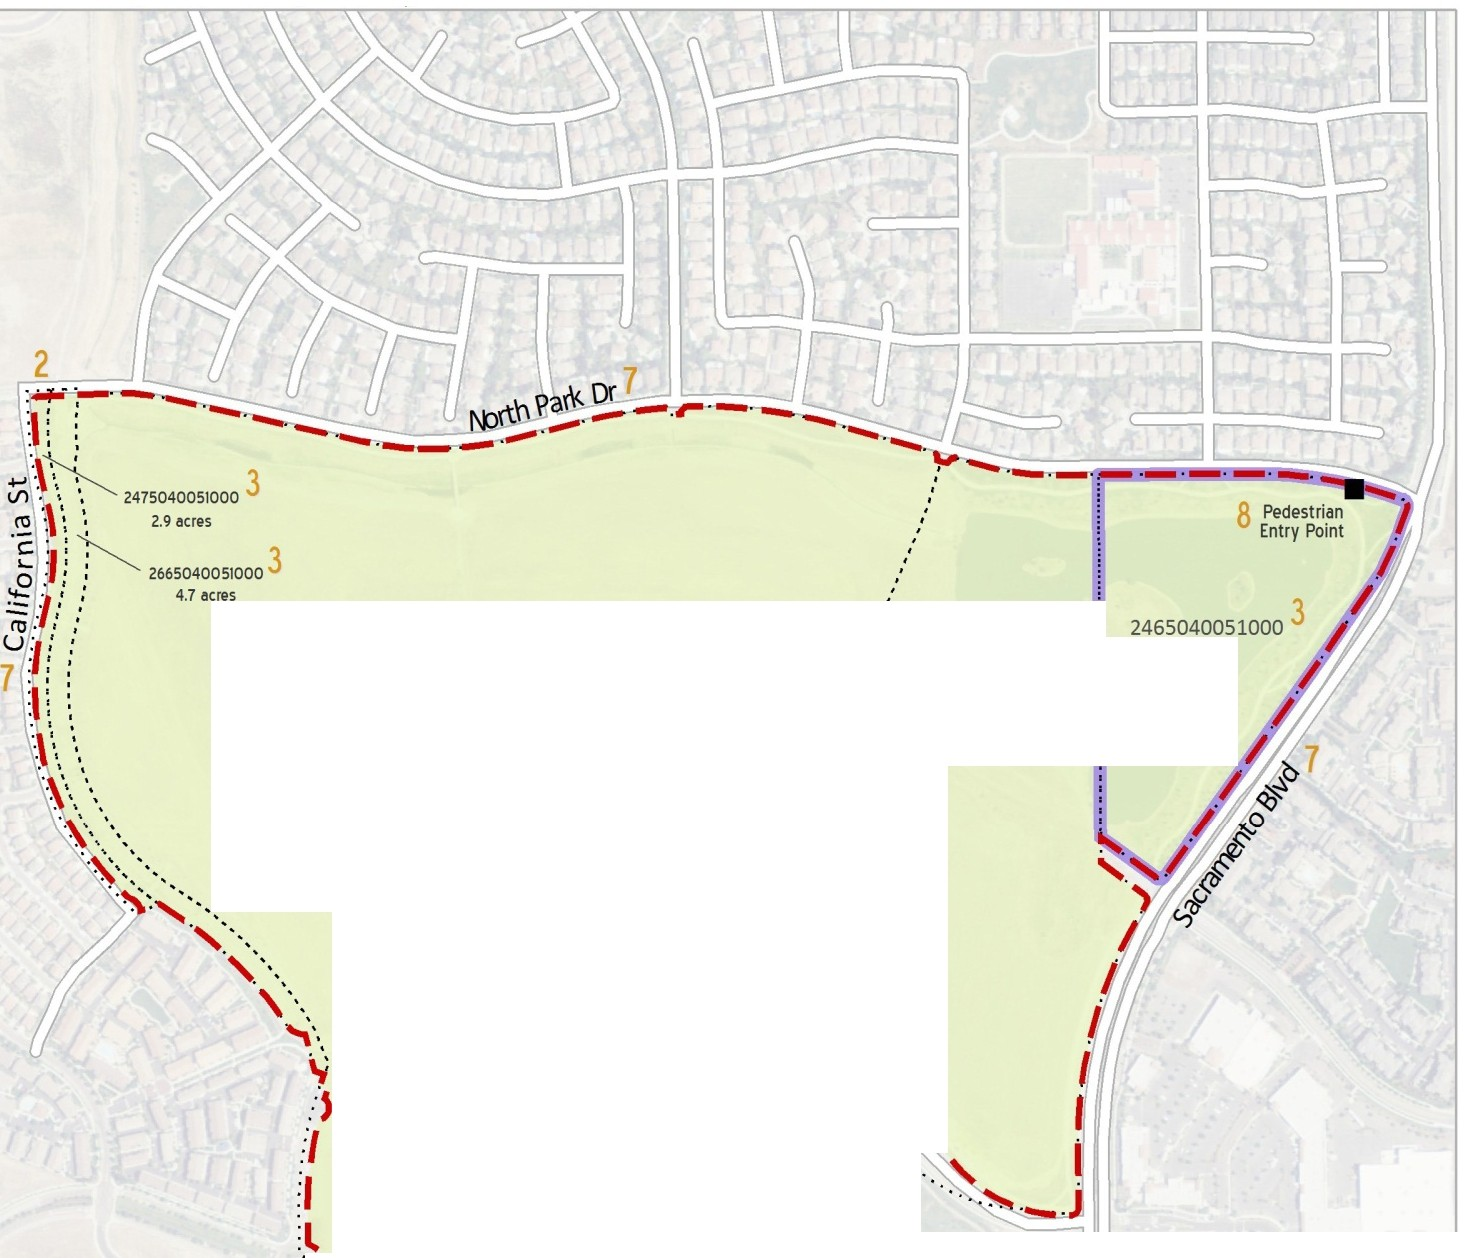 2
North Park Dr 7
2475040051000 3
2.9 acres
California St
7
2665040051000 3
4.7 acres
8 Pedestrian
Entry Point
2465040051000 3
Sacramento Blvd 7